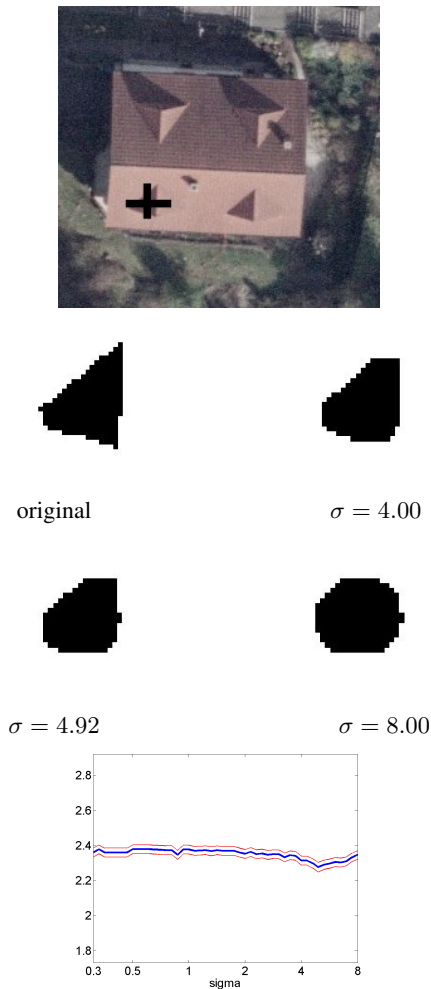 original
σ = 4.00
σ = 4.92
σ = 8.00
2.8
2.6
2.4
2.2
2
1.8
0.3 0.5 1 2 4 8
sigma